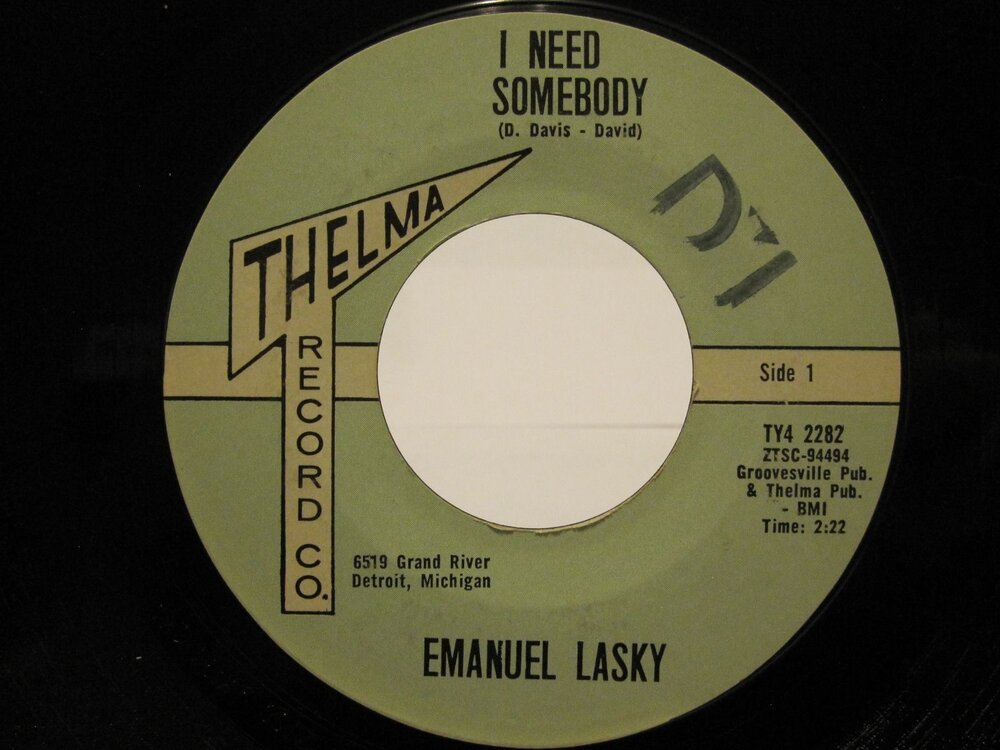 I NEED
SOMEBODY
(D. Davis - David)
THELMA
RECORD CO.
D1
Side 1
TY4 2282
ZTSC-94494
Groovesville Pub.
& Thelma Pub.
- BMI
Time: 2:22
6519 Grand River
Detroit, Michigan
EMANUEL LASKY